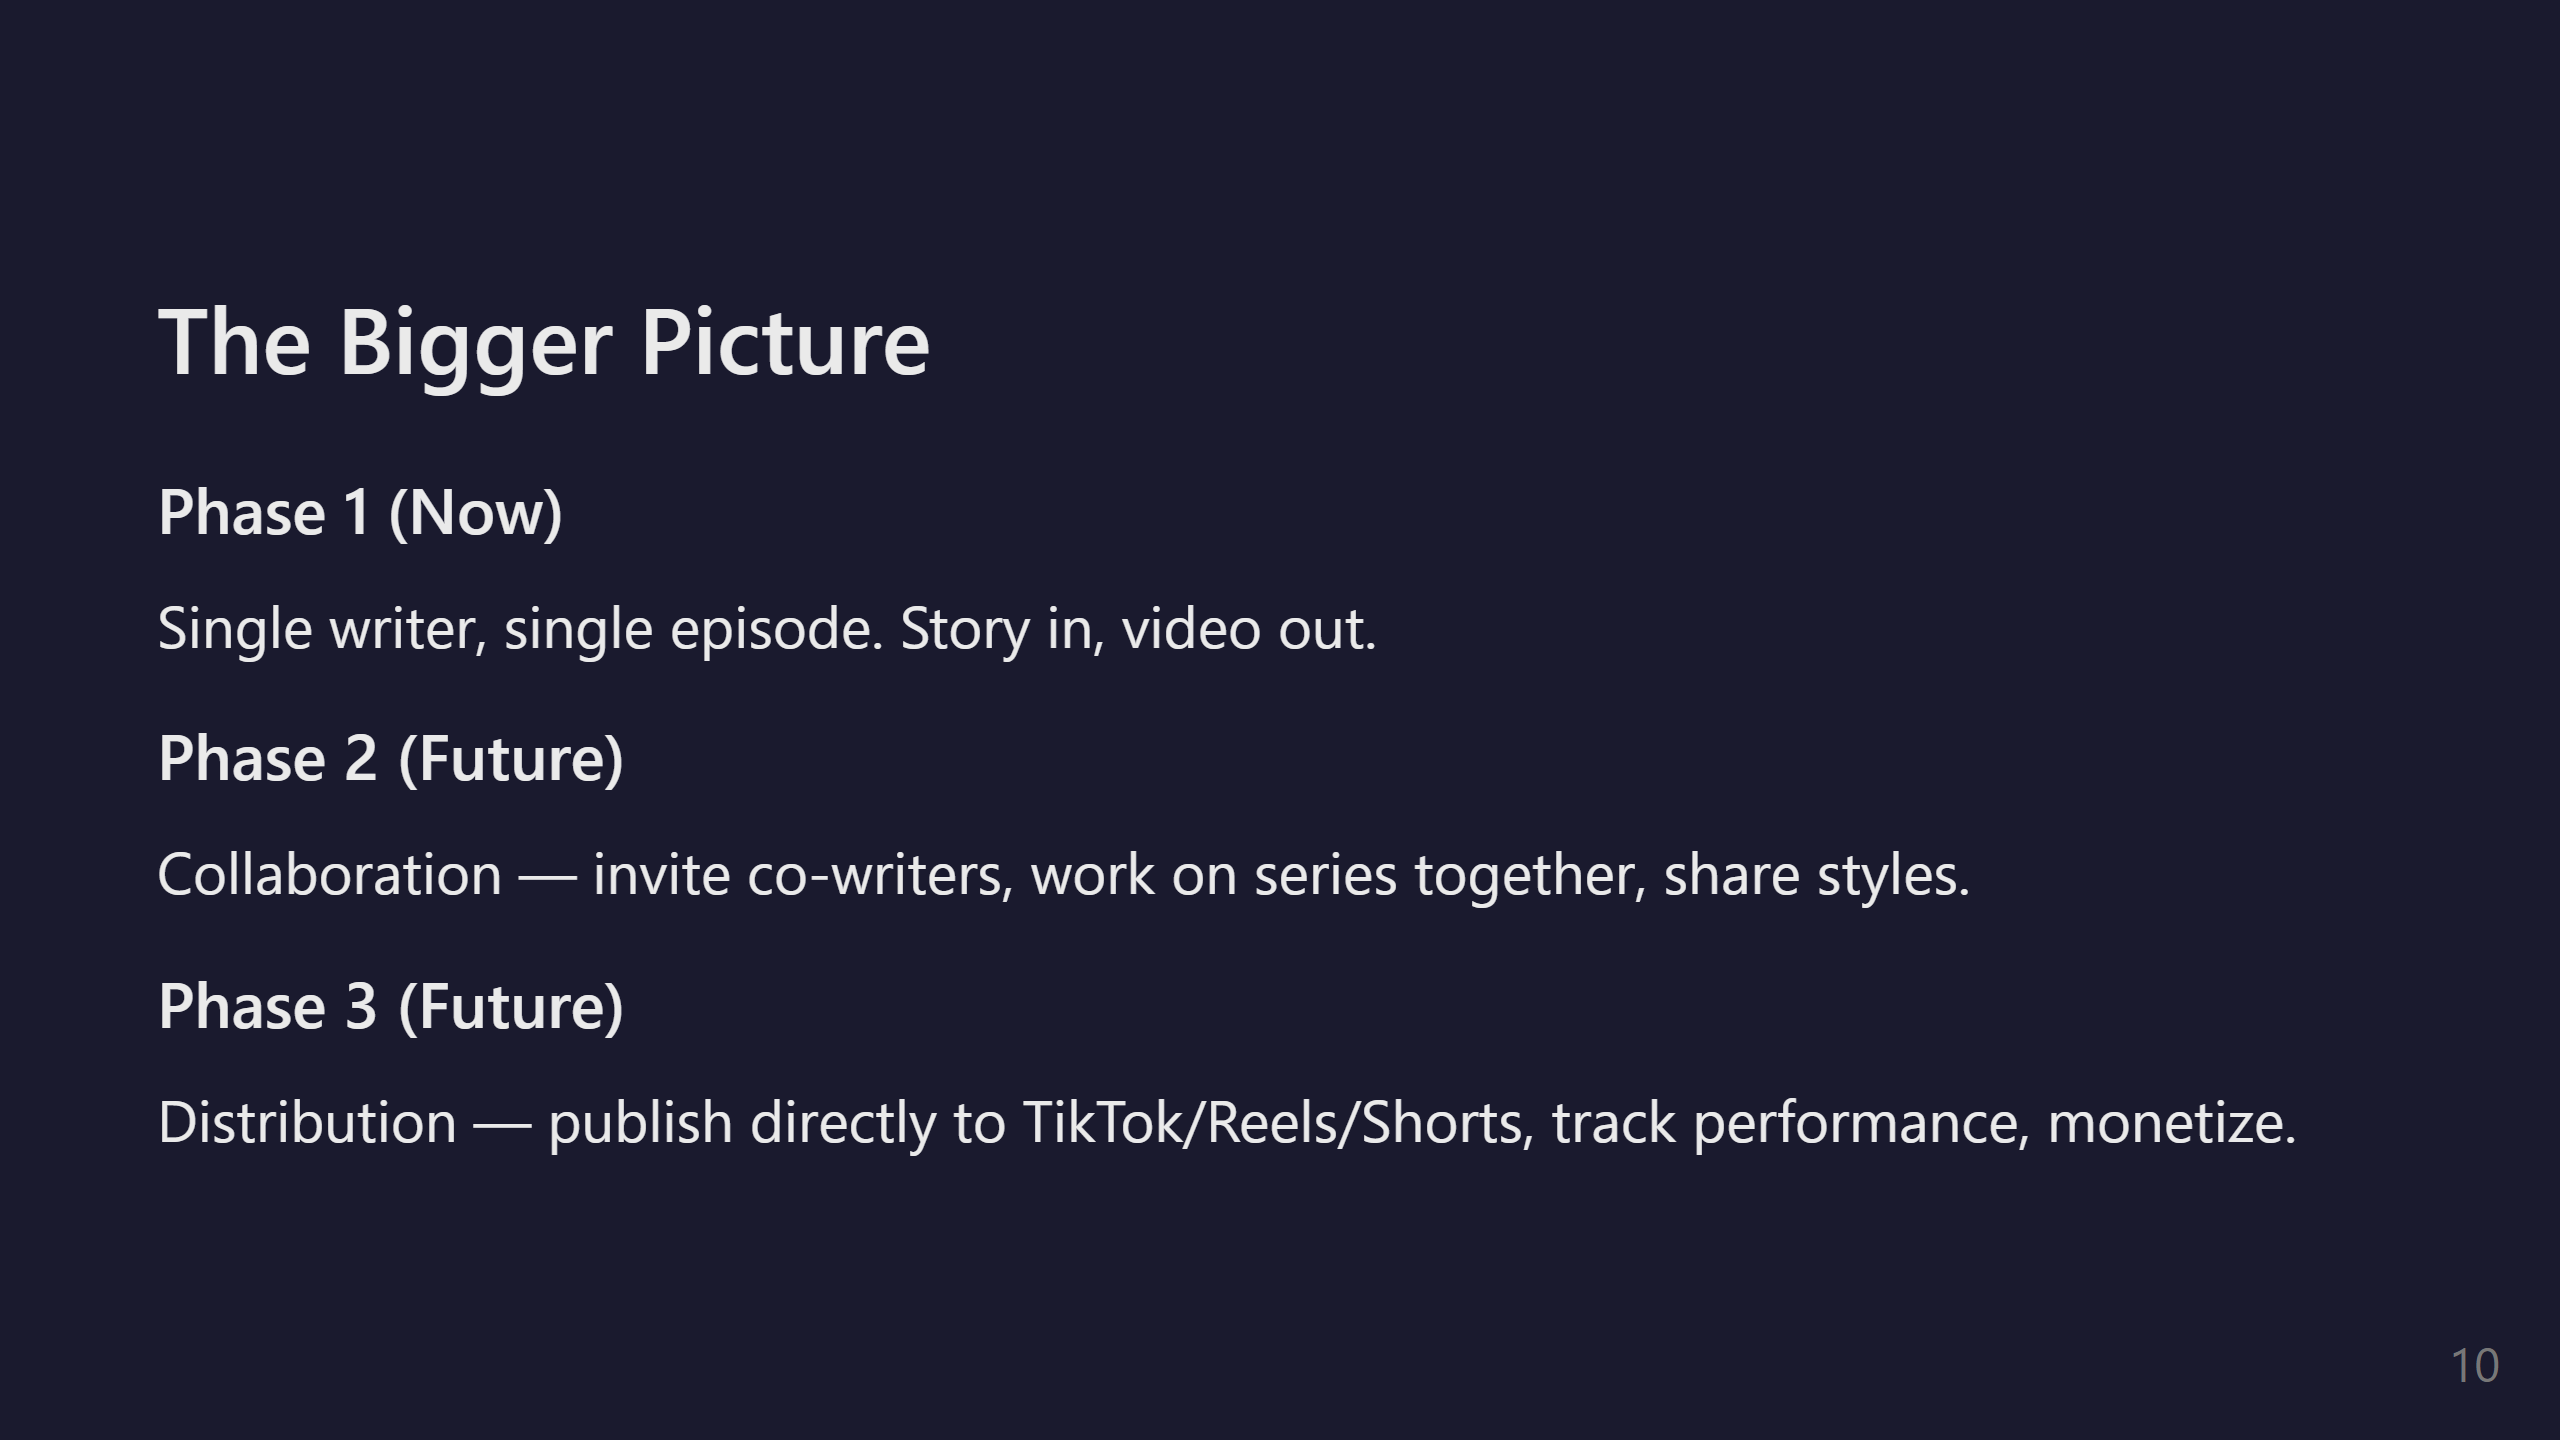 The Bigger Picture
Phase 1 (Now)
Single writer, single episode. Story in, video out.
Phase 2 (Future)
Collaboration — invite co-writers, work on series together, share styles.
Phase 3 (Future)
Distribution — publish directly to TikTok/Reels/Shorts, track performance, monetize.
10